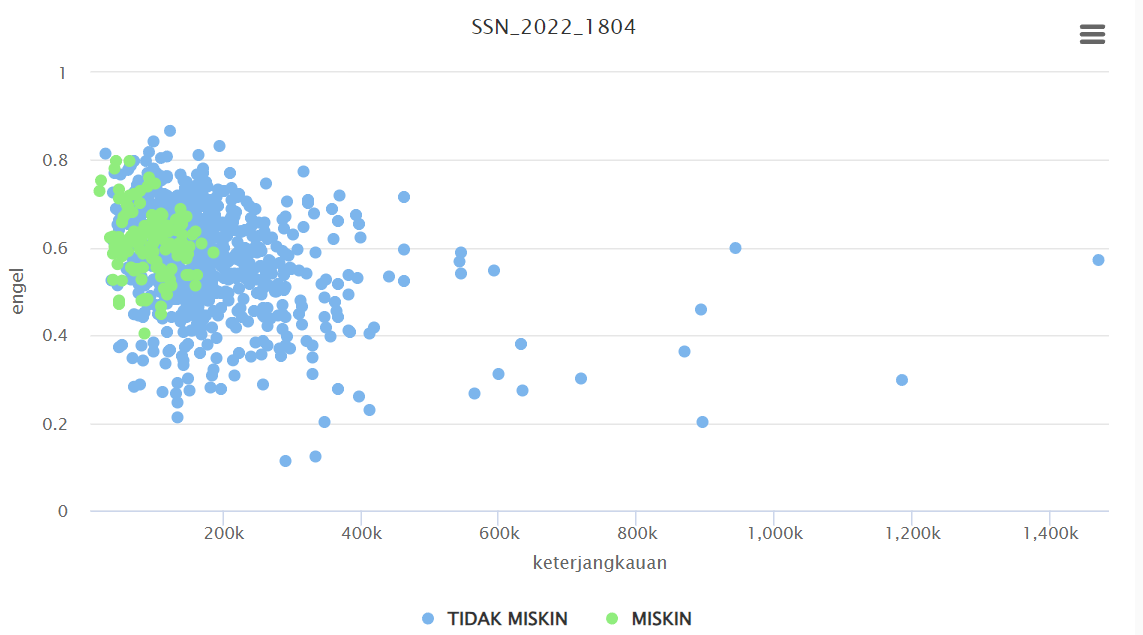 SSN_2022_1804
1
0.8
0.6
0.4
0.2
0
engel
200k
400k
600k
800k
1,000k
1,200k
1,400k
keterjangkauan
TIDAK MISKIN
MISKIN